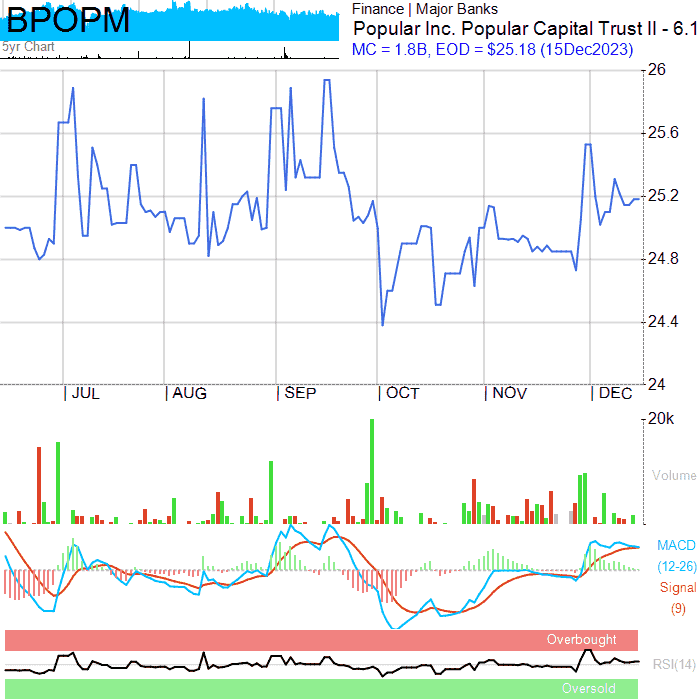 BPOPM
5yr Chart
Finance | Major Banks
Popular Inc. Popular Capital Trust II - 6.1
MC = 1.8B, EOD = $25.18 (15Dec2023)
26
25.6
25.2
24.8
24.4
24
JUL AUG SEP OCT NOV DEC
20k
Volume
MACD
(12-26)
Signal
(9)
Overbought
RSI(14)
Oversold